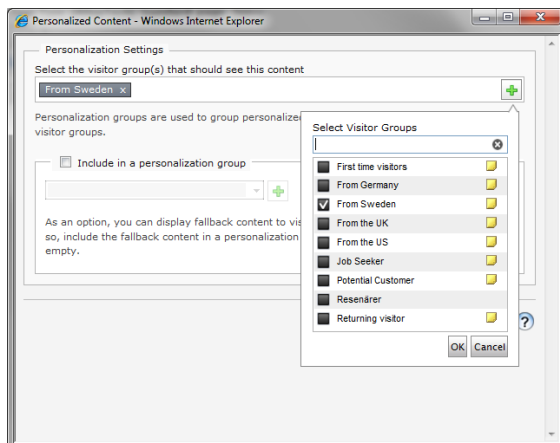 Personalized Content - Windows Internet Explorer
Personalization Settings
Select the visitor group(s) that should see this content
From Sweden x
Personalization groups are used to group personalize
visitor groups.
Include in a personalization group
As an option, you can display fallback content to vis
so, include the fallback content in a personalization
empty.
Select Visitor Groups
First time visitors
From Germany
From Sweden
From the UK
From the US
Job Seeker
Potential Customer
Resenärer
Returning visitor
OK Cancel
?